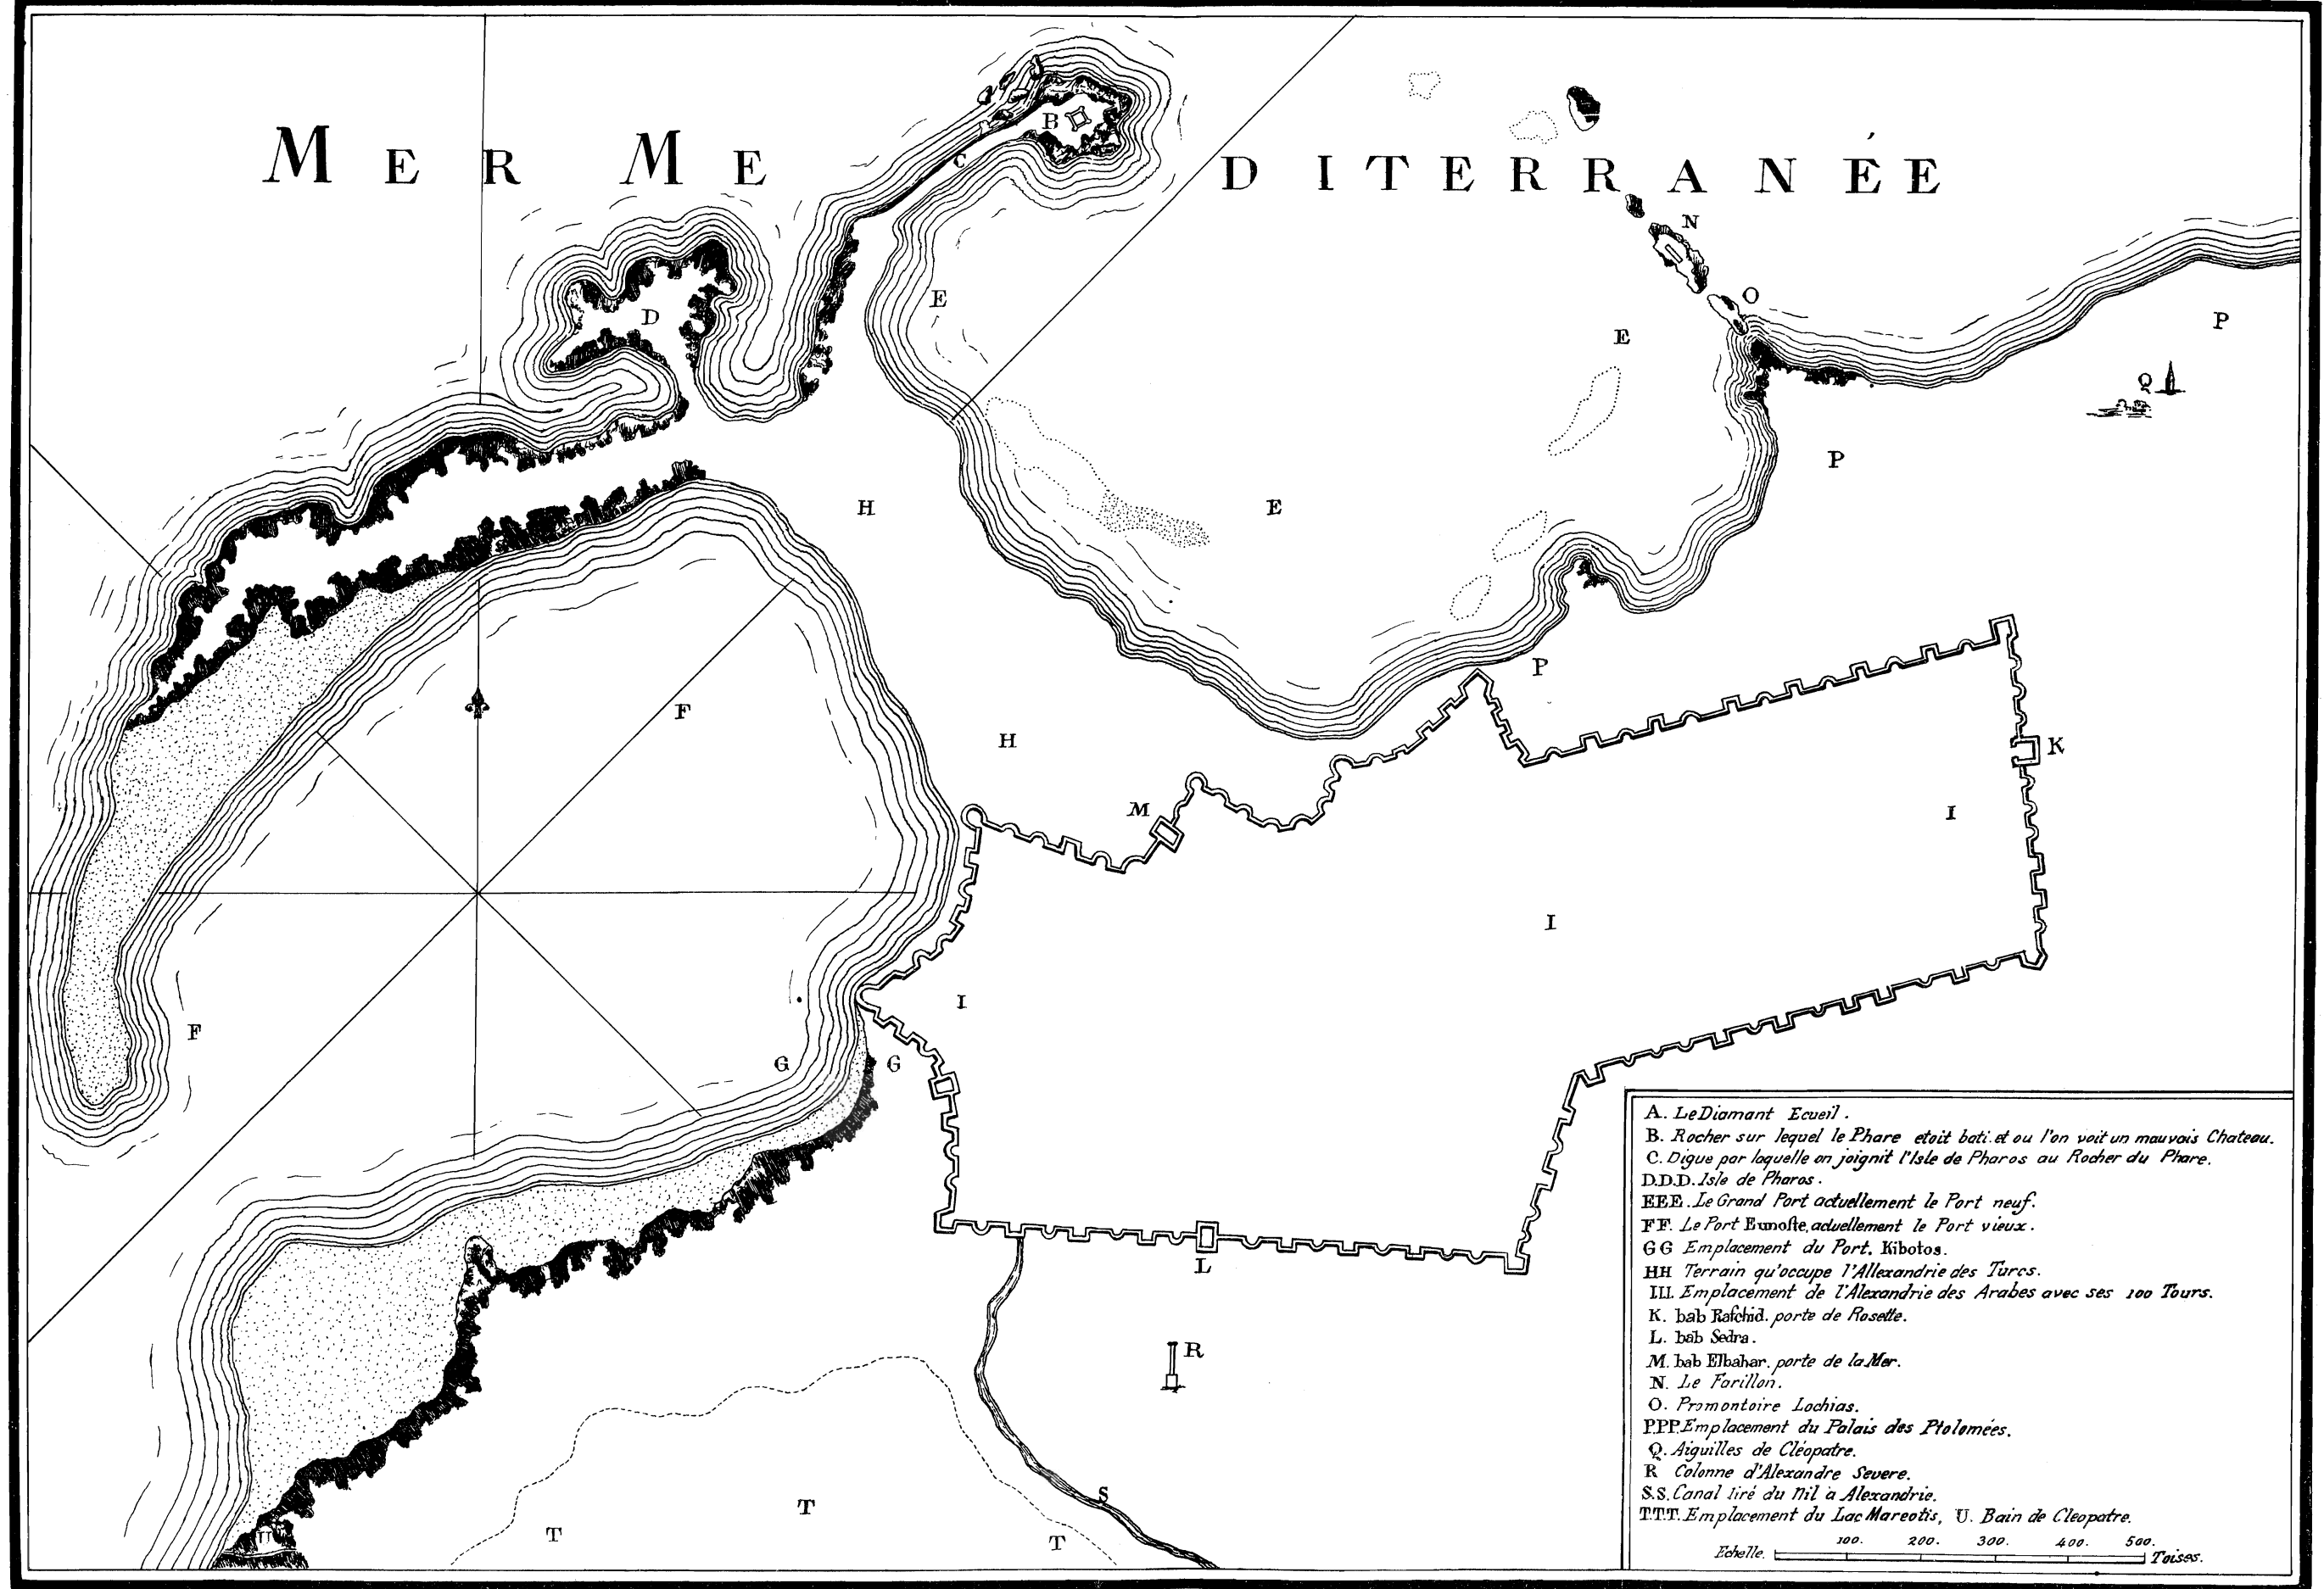 MER MEDITERRANÉE
B
C
N
D
E
O
E
P
Q
P
H
E
P
F
H
K
M
I
I
I
F
G
G
L
R
S
T
T
T
U
A. Le Diamant Ecueil.
B. Rocher sur lequel le Phare etoit bati. et ou l'on voit un mauvais Chateau.
C. Digue par laquelle on joignit l'Isle de Pharos au Rocher du Phare.
D.D.D. Isle de Pharos.
EEE. Le Grand Port actuellement le Port neuf.
FF. Le Port Eunoste, actuellement le Port vieux.
GG Emplacement du Port. Kibotos.
HH Terrain qu'occupe l'Allexandrie des Turcs.
III. Emplacement de l'Alexandrie des Arabes avec ses 100 Tours.
K. bab Rafchid. porte de Rosette.
L. bab Sedra.
M. bab Elbahar. porte de la Mer.
N. Le Farillon.
O. Promontoire Lochias.
P.P.P. Emplacement du Palais des Ptolomées.
Q. Aiguilles de Cléopatre.
R Colonne d'Alexandre Severe.
S.S. Canal tiré du Nil a Alexandrie.
T.T.T. Emplacement du Lac Mareotis, U. Bain de Cleopatre.
100. 200. 300. 400. 500.
Echelle. Toises.